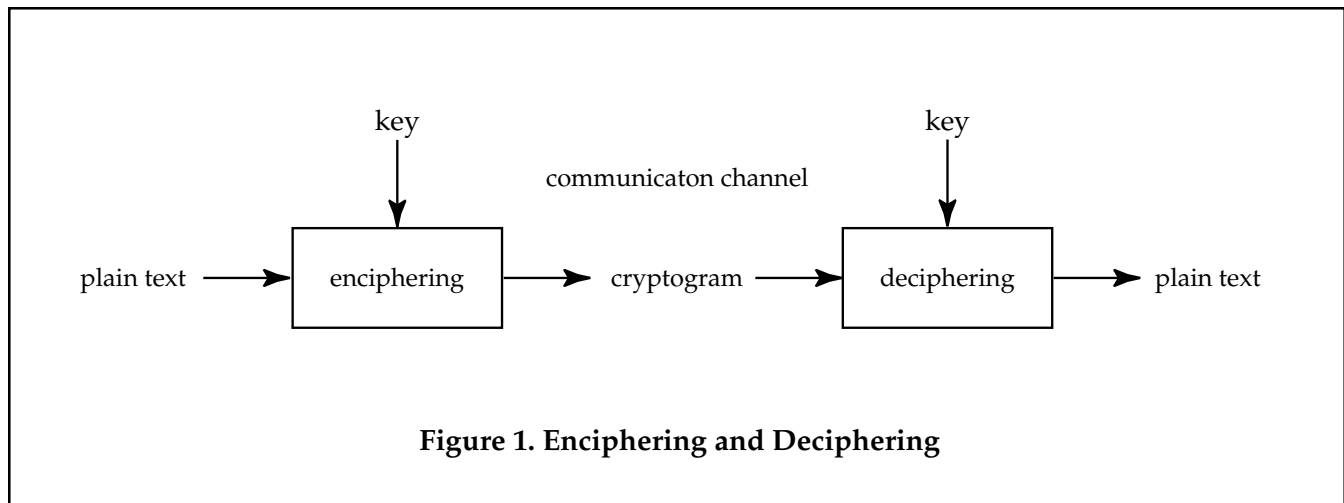 key key
communicaton channel
plain text enciphering cryptogram deciphering plain text
Figure 1. Enciphering and Deciphering